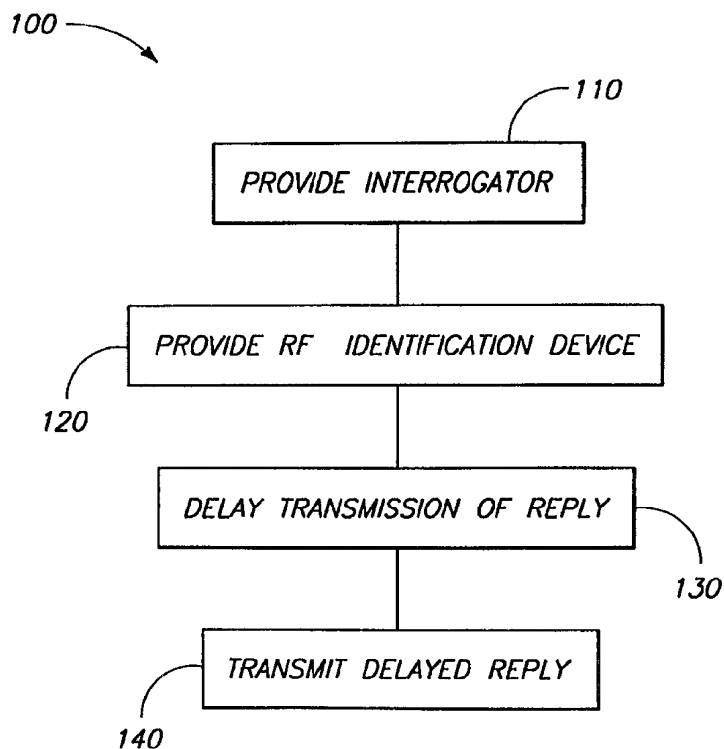 100
110
PROVIDE INTERROGATOR
PROVIDE RF IDENTIFICATION DEVICE
120
DELAY TRANSMISSION OF REPLY
130
TRANSMIT DELAYED REPLY
140